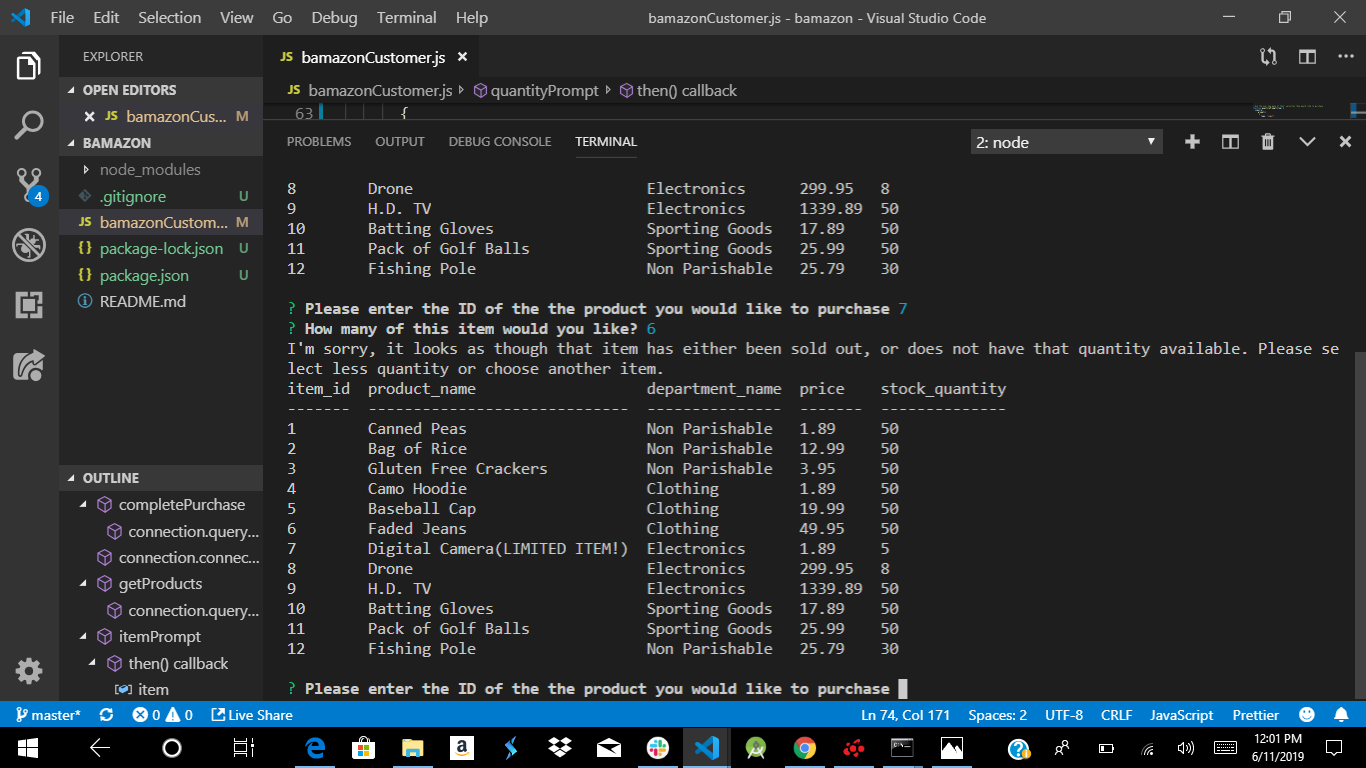 File Edit Selection View Go Debug Terminal Help
bamazonCustomer.js - bamazon - Visual Studio Code
EXPLORER
OPEN EDITORS
JS bamazonCus... M
BAMAZON
node_modules
.gitignore U
JS bamazonCustom... M
{} package-lock.json U
{} package.json U
README.md
OUTLINE
completePurchase
connection.query...
connection.connec...
getProducts
connection.query...
itemPrompt
then() callback
item
4
JS bamazonCustomer.js
JS bamazonCustomer.js quantityPrompt then() callback
63 {
PROBLEMS OUTPUT DEBUG CONSOLE TERMINAL 2: node
8 Drone Electronics 299.95 8
9 H.D. TV Electronics 1339.89 50
10 Batting Gloves Sporting Goods 17.89 50
11 Pack of Golf Balls Sporting Goods 25.99 50
12 Fishing Pole Non Parishable 25.79 30
? Please enter the ID of the the product you would like to purchase 7
? How many of this item would you like? 6
I'm sorry, it looks as though that item has either been sold out, or does not have that quantity available. Please se
lect less quantity or choose another item.
item_id product_name department_name price stock_quantity
------- ----------------------------- --------------- ------- --------------
1 Canned Peas Non Parishable 1.89 50
2 Bag of Rice Non Parishable 12.99 50
3 Gluten Free Crackers Non Parishable 3.95 50
4 Camo Hoodie Clothing 1.89 50
5 Baseball Cap Clothing 19.99 50
6 Faded Jeans Clothing 49.95 50
7 Digital Camera(LIMITED ITEM!) Electronics 1.89 5
8 Drone Electronics 299.95 8
9 H.D. TV Electronics 1339.89 50
10 Batting Gloves Sporting Goods 17.89 50
11 Pack of Golf Balls Sporting Goods 25.99 50
12 Fishing Pole Non Parishable 25.79 30
? Please enter the ID of the the product you would like to purchase
master* 0 0 Live Share Ln 74, Col 171 Spaces: 2 UTF-8 CRLF JavaScript Prettier
12:01 PM
6/11/2019